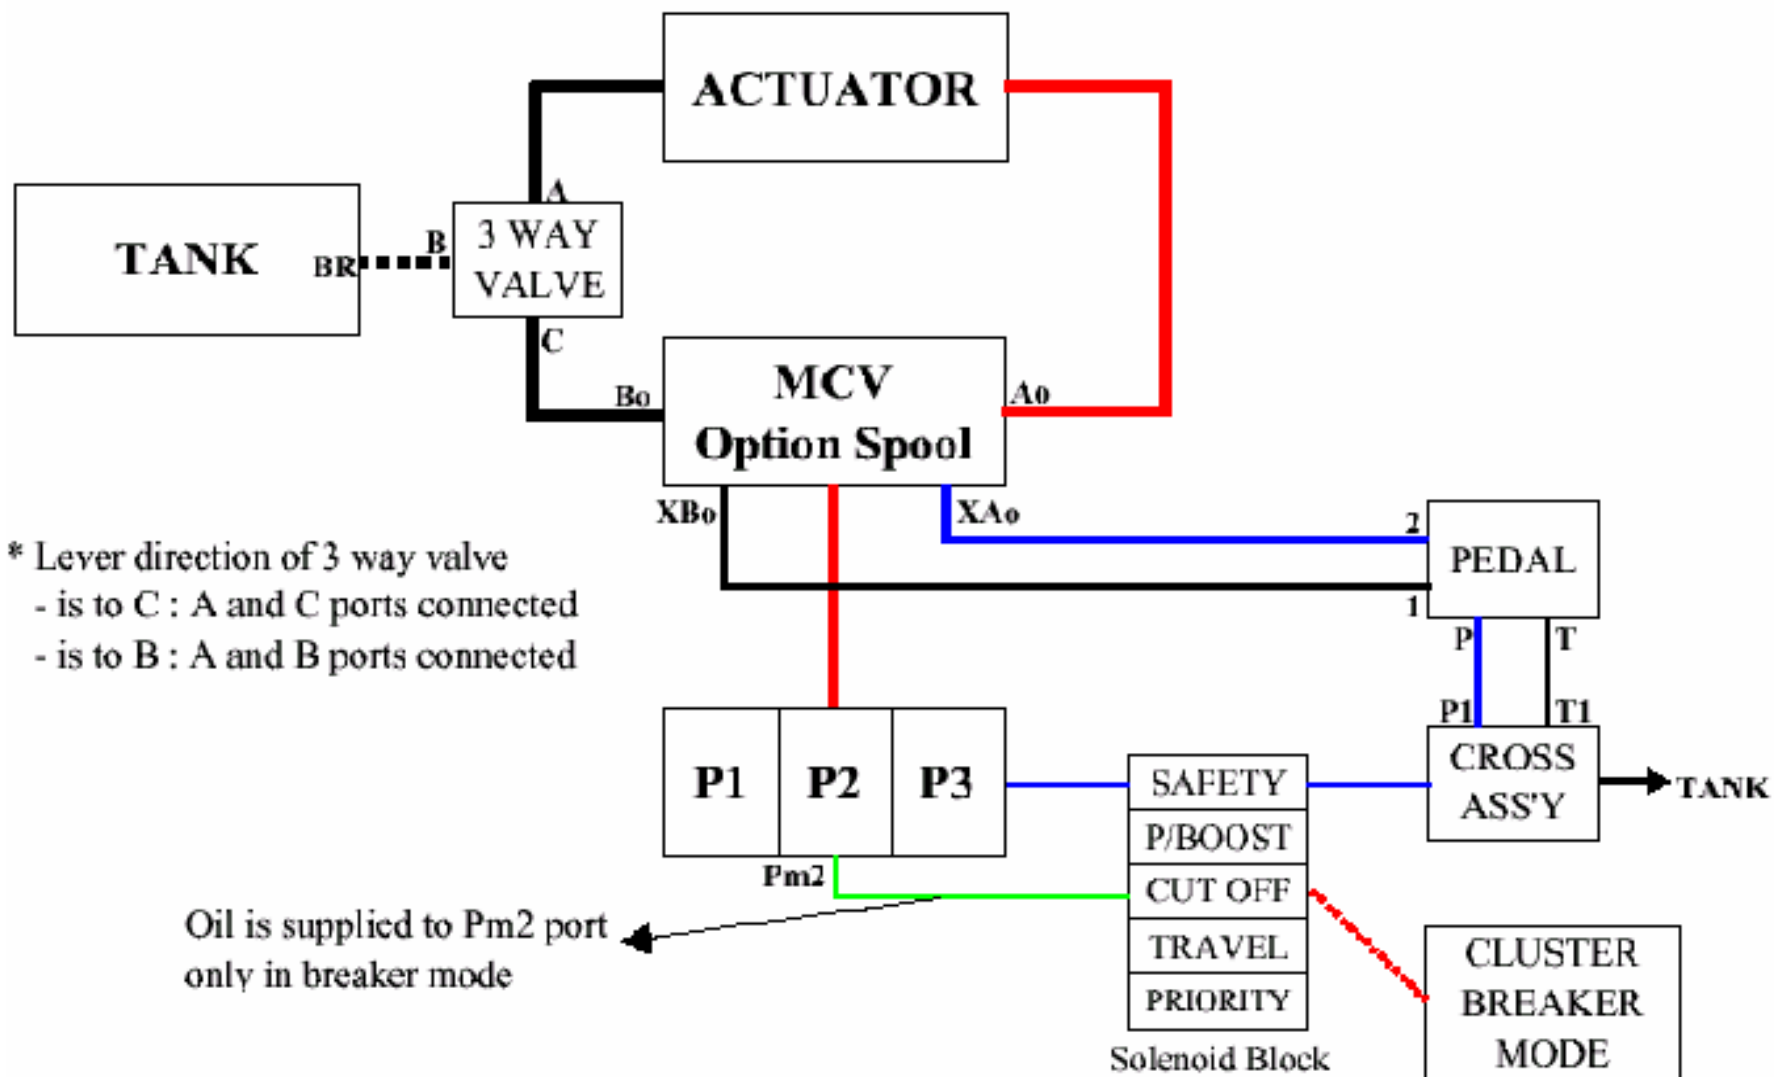 ACTUATOR
TANK
BR
B
A
3 WAY
VALVE
C
Bo
MCV
Option Spool
Ao
XBo
XAo
2
PEDAL
1
P
T
* Lever direction of 3 way valve
- is to C : A and C ports connected
- is to B : A and B ports connected
P1
T1
CROSS
ASS'Y
TANK
P1
P2
P3
Pm2
SAFETY
P/BOOST
CUT OFF
TRAVEL
PRIORITY
Solenoid Block
Oil is supplied to Pm2 port
only in breaker mode
CLUSTER
BREAKER
MODE